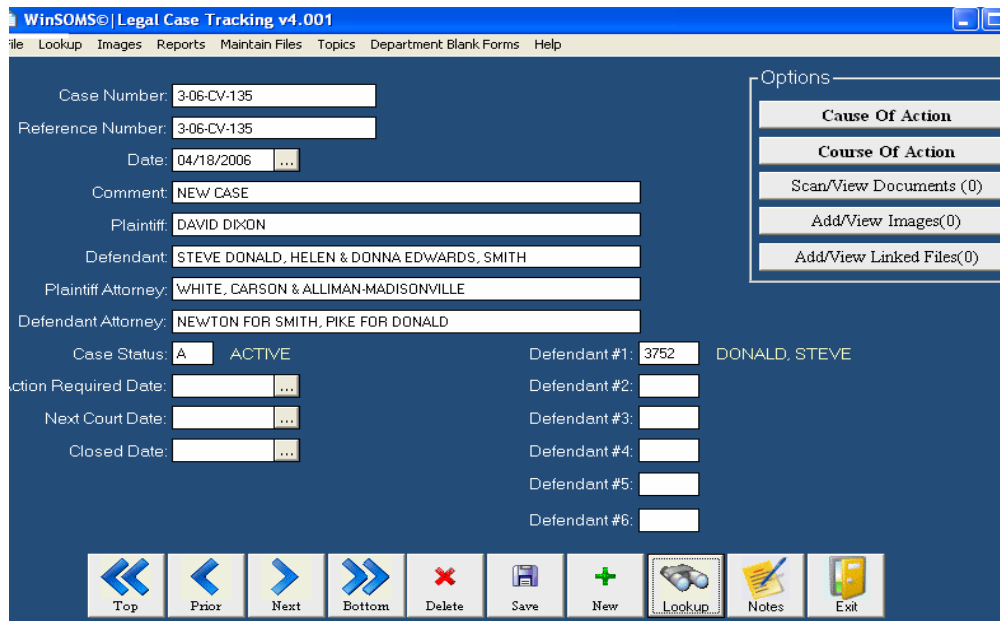 WinSOMS©|Legal Case Tracking v4.001
File Lookup Images Reports Maintain Files Topics Department Blank Forms Help
Options
Case Number: 3-06-CV-135
Cause Of Action
Reference Number: 3-06-CV-135
Course Of Action
Date: 04/18/2006 ...
Scan/View Documents (0)
Comment: NEW CASE
Add/View Images(0)
Plaintiff: DAVID DIXON
Add/View Linked Files(0)
Defendant: STEVE DONALD, HELEN & DONNA EDWARDS, SMITH
Plaintiff Attorney: WHITE, CARSON & ALLIMAN-MADISONVILLE
Defendant Attorney: NEWTON FOR SMITH, PIKE FOR DONALD
Case Status: A ACTIVE Defendant #1: 3752 DONALD, STEVE
Action Required Date: ... Defendant #2:
Next Court Date: ... Defendant #3:
Closed Date: ... Defendant #4:
Defendant #5:
Defendant #6:
Top Prior Next Bottom Delete Save New Lookup Notes Exit